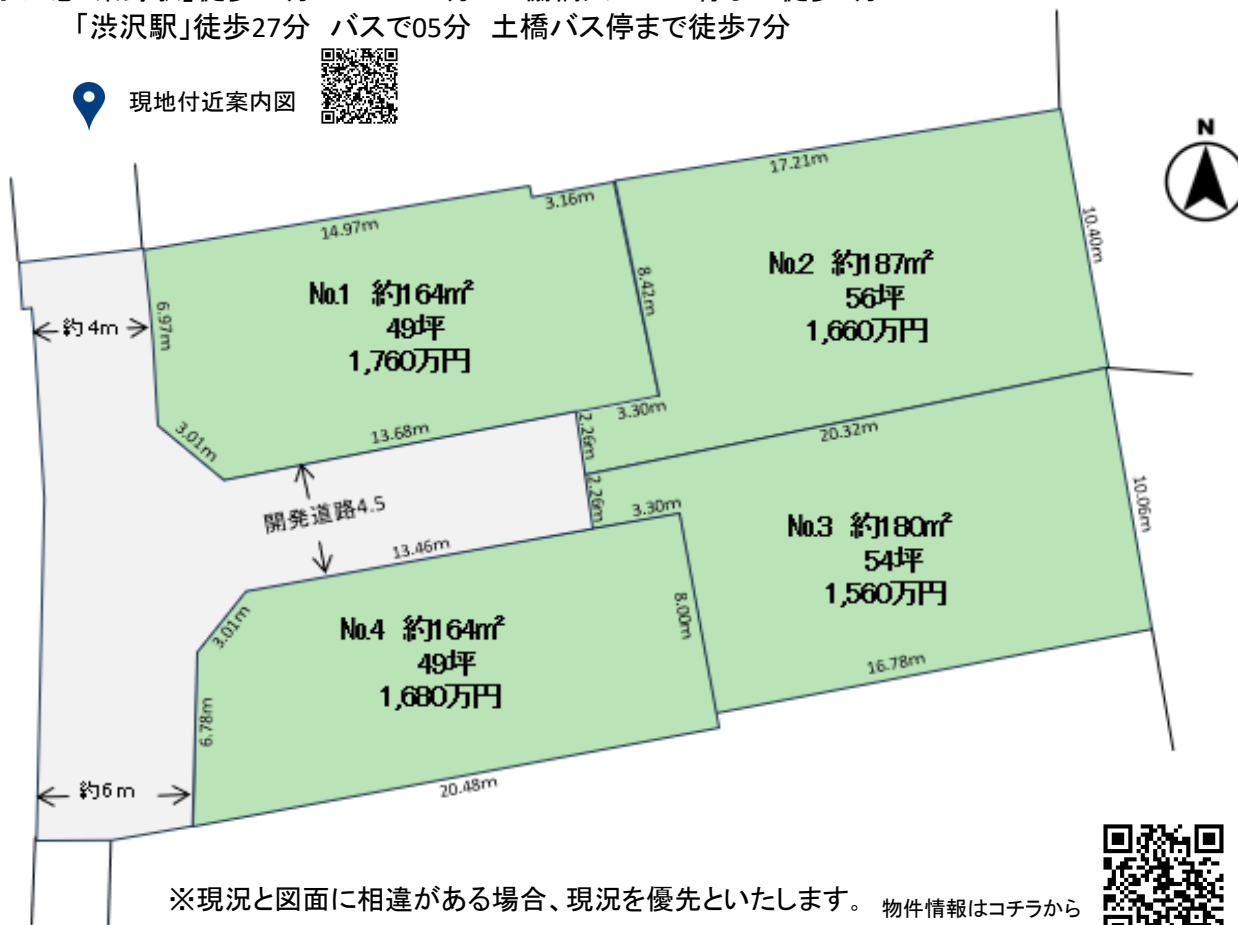 「渋沢駅」徒歩27分 バスで05分 土橋バス停まで徒歩7分
現地付近案内図
N
17.21m
3.16m
14.97m
10.40m
No.1 約164m²
49坪
1,760万円
No.2 約187m²
56坪
1,660万円
8.42m
6.97m
約4m
3.01m
13.68m
3.30m
2.26m
20.32m
2.26m
3.30m
開発道路4.5
13.46m
10.06m
No.3 約180m²
54坪
1,560万円
3.01m
No.4 約164m²
49坪
1,680万円
8.00m
16.78m
6.78m
約6m
20.48m
※現況と図面に相違がある場合、現況を優先といたします。
物件情報はコチラから